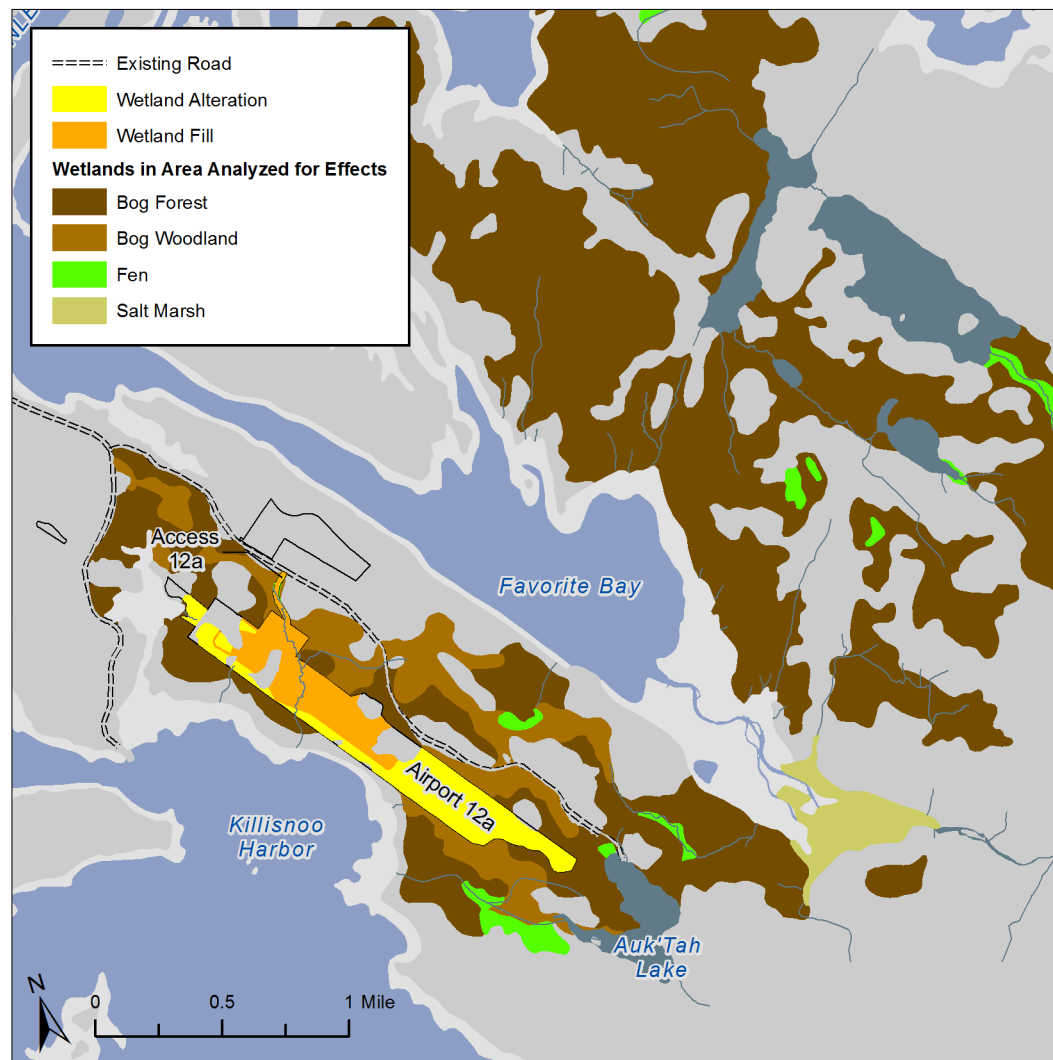 Existing Road
Wetland Alteration
Wetland Fill
Wetlands in Area Analyzed for Effects
Bog Forest
Bog Woodland
Fen
Salt Marsh
Access
12a
Favorite Bay
Airport 12a
Killisnoo
Harbor
Auk'Tah
Lake
N
0
0.5
1 Mile